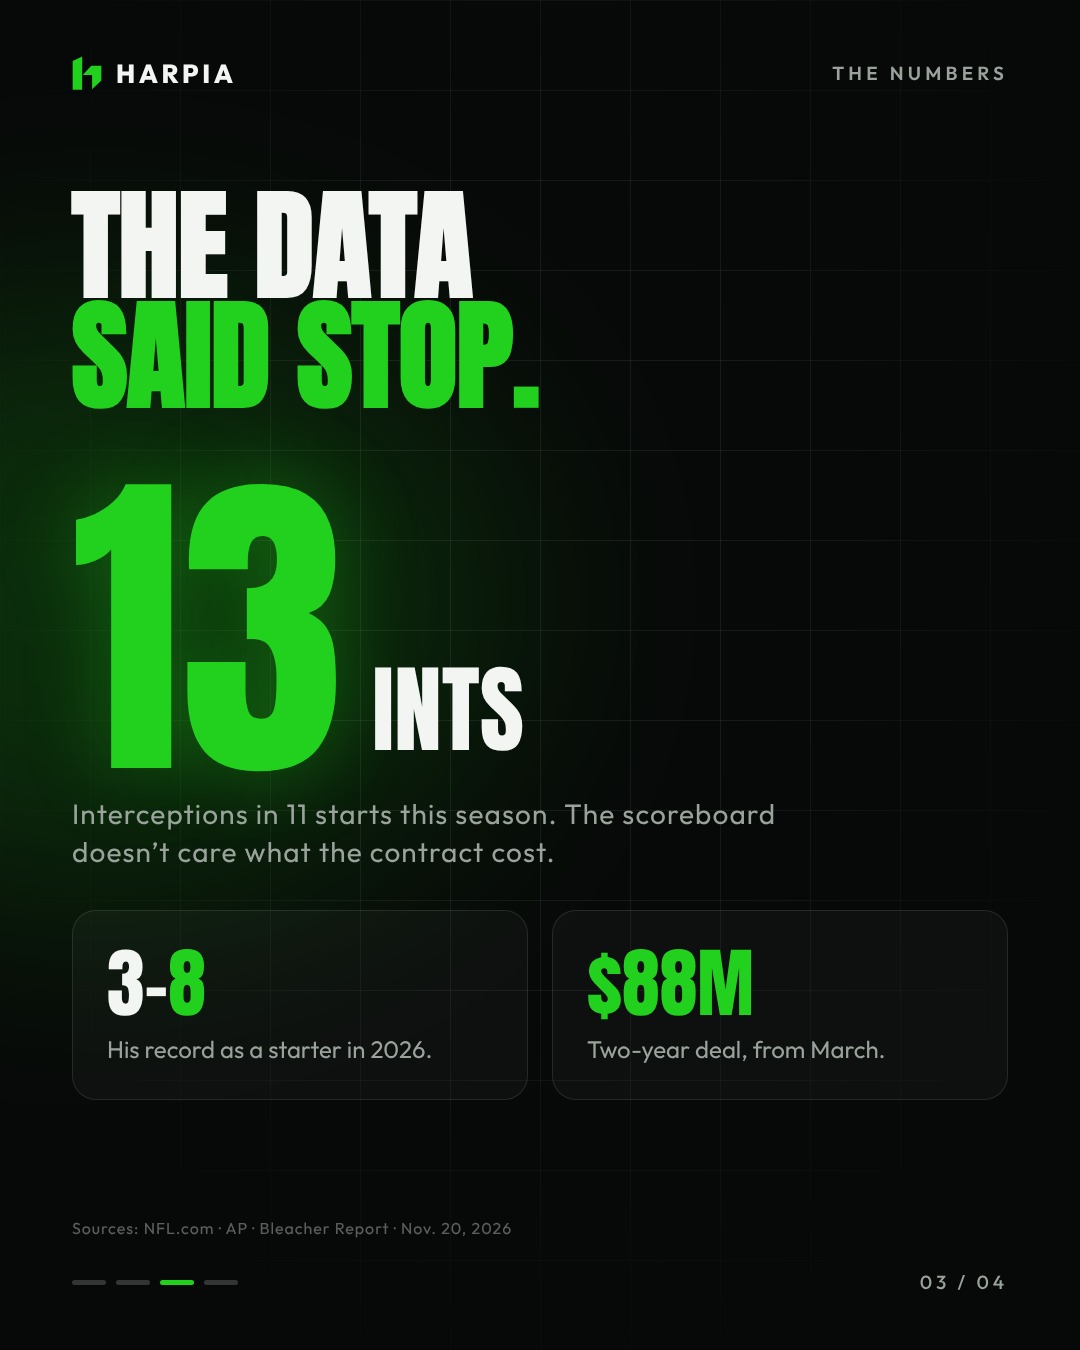 HARPIA
THE NUMBERS
THE DATA
SAID STOP.
13 INTS
Interceptions in 11 starts this season. The scoreboard
doesn’t care what the contract cost.
3-8
His record as a starter in 2026.
$88M
Two-year deal, from March.
Sources: NFL.com · AP · Bleacher Report · Nov. 20, 2026
03 / 04